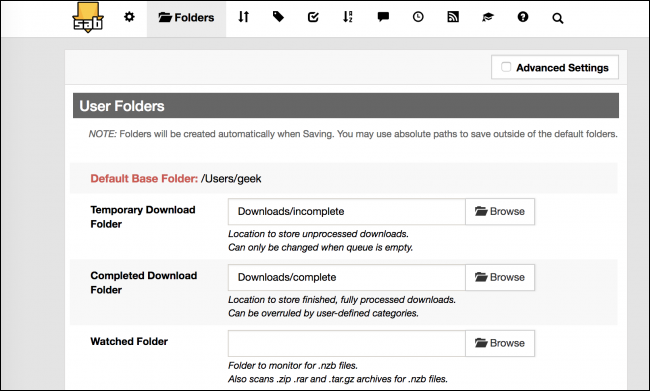 sab
Folders
Advanced Settings
User Folders
NOTE: Folders will be created automatically when Saving. You may use absolute paths to save outside of the default folders.
Default Base Folder: /Users/geek
Temporary Download
Folder
Downloads/incomplete
Browse
Location to store unprocessed downloads.
Can only be changed when queue is empty.
Completed Download
Folder
Downloads/complete
Browse
Location to store finished, fully processed downloads.
Can be overruled by user-defined categories.
Watched Folder
Browse
Folder to monitor for .nzb files.
Also scans .zip .rar and .tar.gz archives for .nzb files.